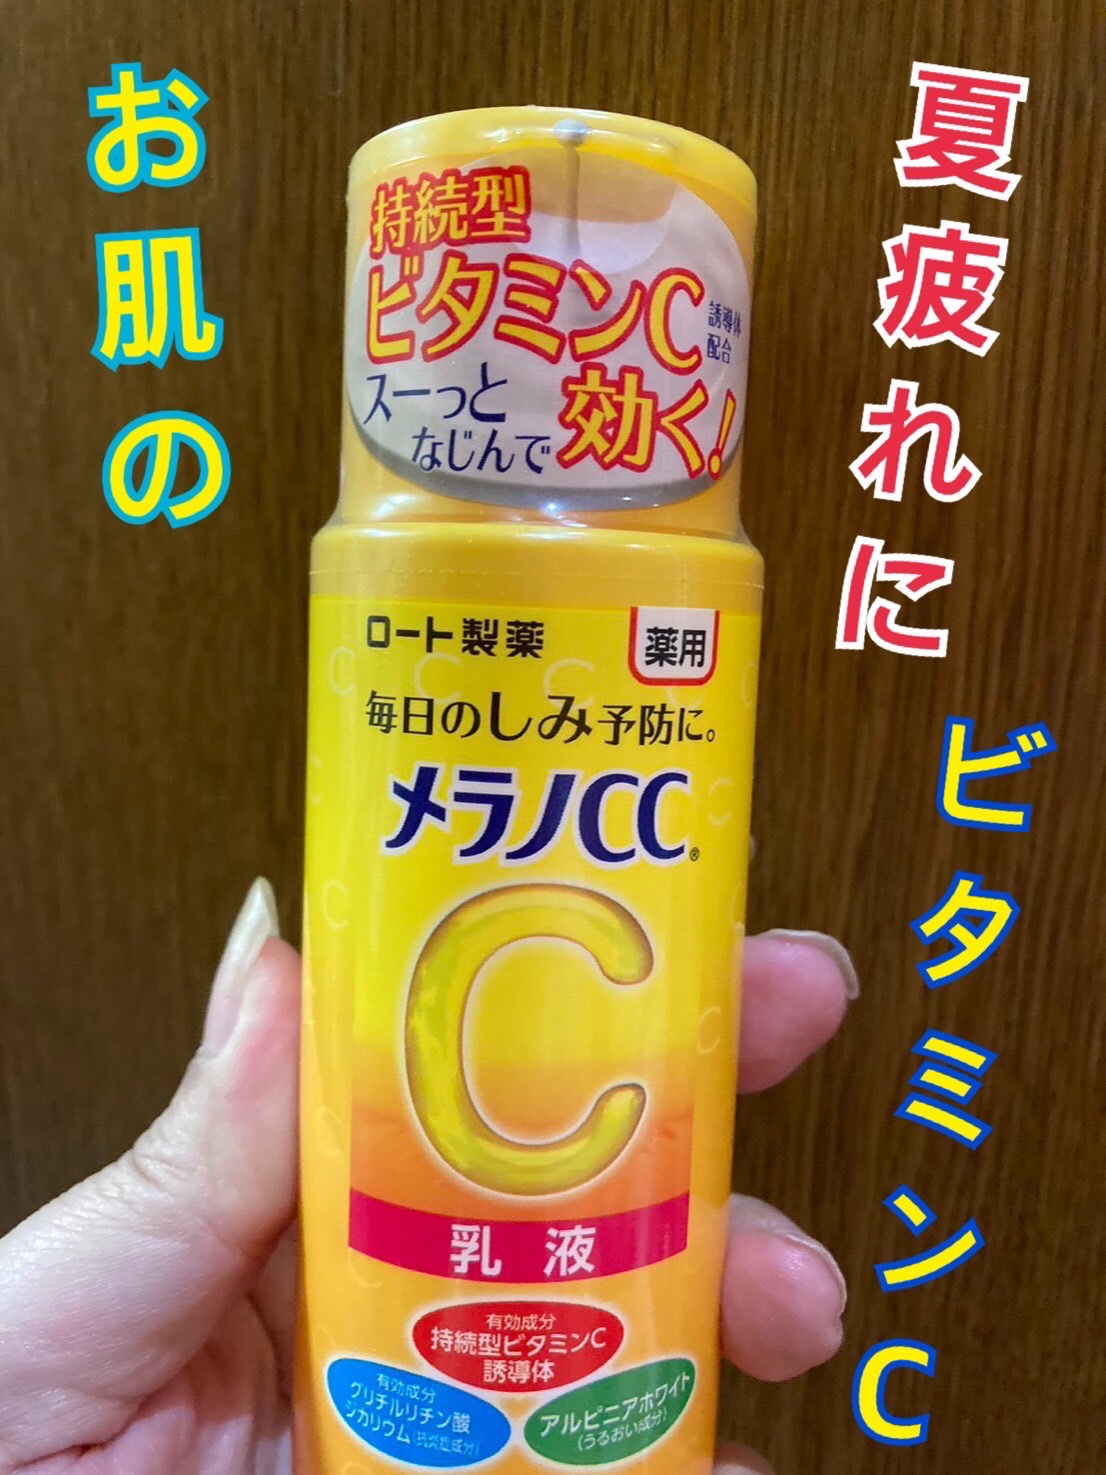 お肌の
夏疲れに
ビタミンC
持続型
ビタミンC
誘導体
配合
スーっと
なじんで
効く!
ロート製薬
薬用
毎日のしみ予防に。
メラノCC®
C
乳液
有効成分
持続型ビタミンC
誘導体
有効成分
グリチルリチン酸
ジカリウム(抗炎症成分)
アルピニアホワイト
(うるおい成分)